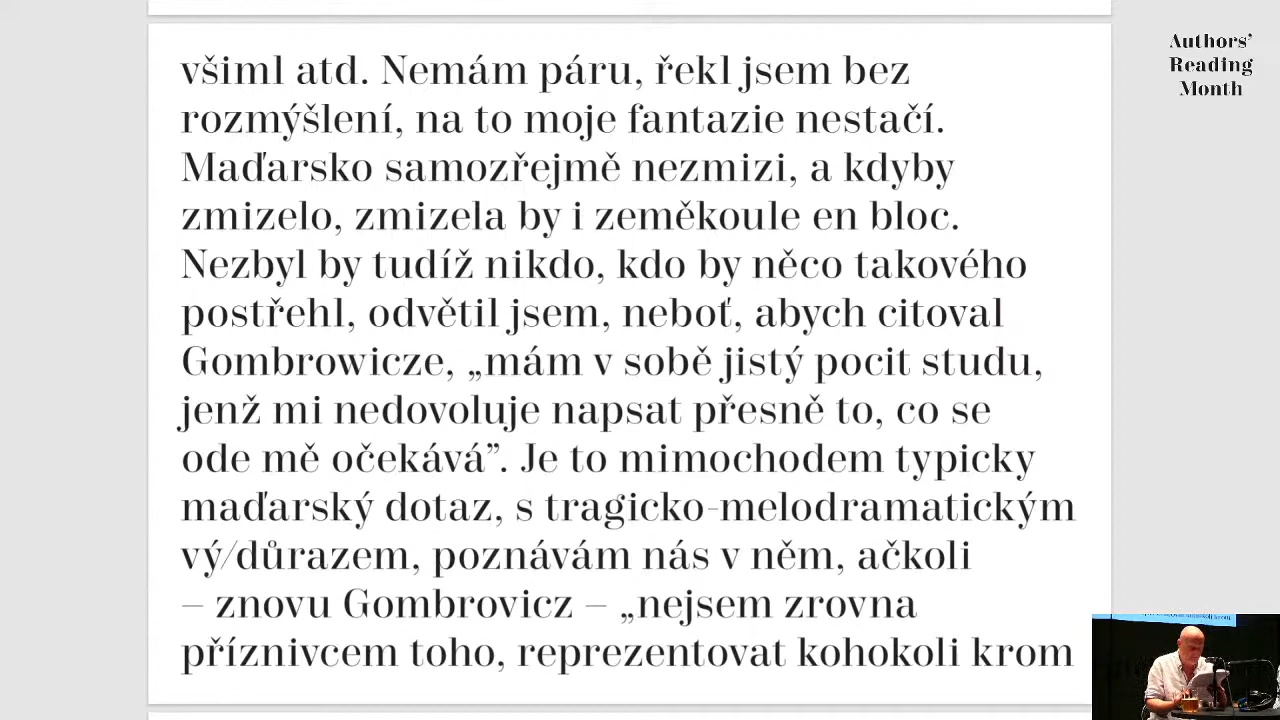 všiml atd. Nemám páru, řekl jsem bez
rozmýšlení, na to moje fantazie nestačí.
Maďarsko samozřejmě nezmizi, a kdyby
zmizelo, zmizela by i zeměkoule en bloc.
Nezbyl by tudíž nikdo, kdo by něco takového
postřehl, odvětil jsem, neboť, abych citoval
Gombrowicze, „mám v sobě jistý pocit studu,
jenž mi nedovoluje napsat přesně to, co se
ode mě očekává”. Je to mimochodem typicky
maďarský dotaz, s tragicko-melodramatickým
vý/důrazem, poznávám nás v něm, ačkoli
– znovu Gombrovicz – „nejsem zrovna
příznivcem toho, reprezentovat kohokoli krom
Authors’
Reading
Month